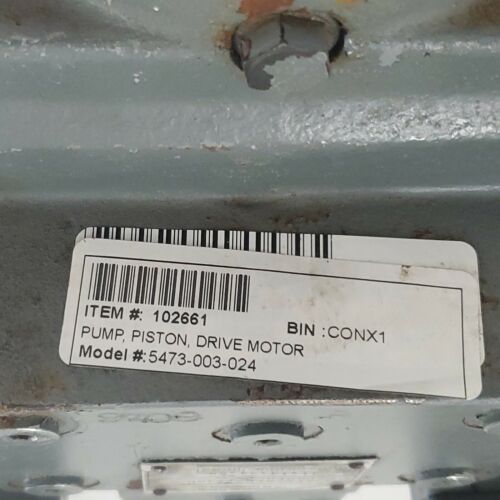 ITEM #: 102661 BIN :CONX1
PUMP, PISTON, DRIVE MOTOR
Model #:5473-003-024